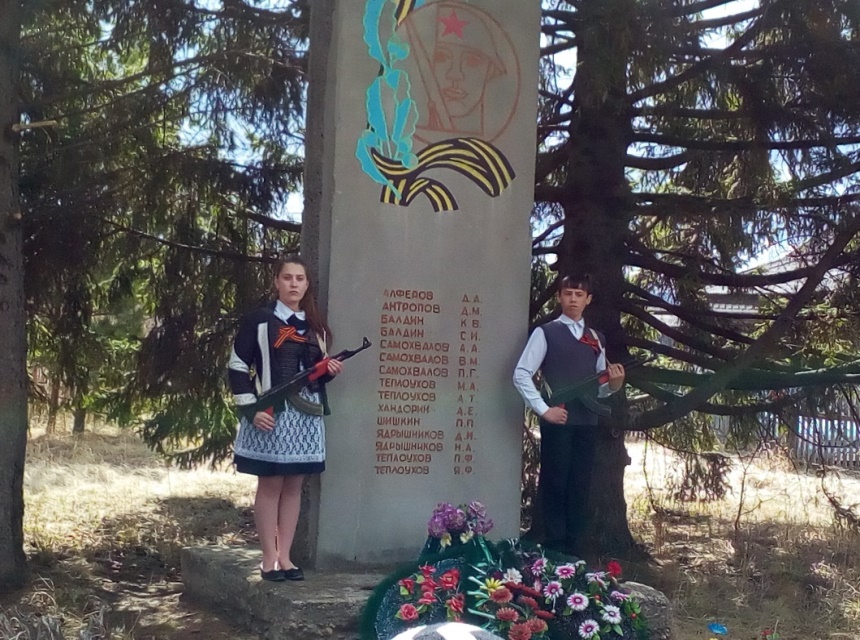 АЛФЕРОВ Д.Д.
АНТРОПОВ Д.М.
БАЛДИН К.В.
БАЛДИН С.И.
САМОХВАЛОВ А.А.
САМОХВАЛОВ В.М.
САМОХВАЛОВ П.Г.
ТЕПЛОУХОВ И.А.
ТЕПЛОУХОВ А.Т.
ХАНДОРИН А.Е.
ШИШКИН П.П.
ЯДРЫШНИКОВ Д.И.
ЯДРЫШНИКОВ Н.А.
ТЕПЛОУХОВ П.Ф.
ТЕПЛОУХОВ Я.Ф.